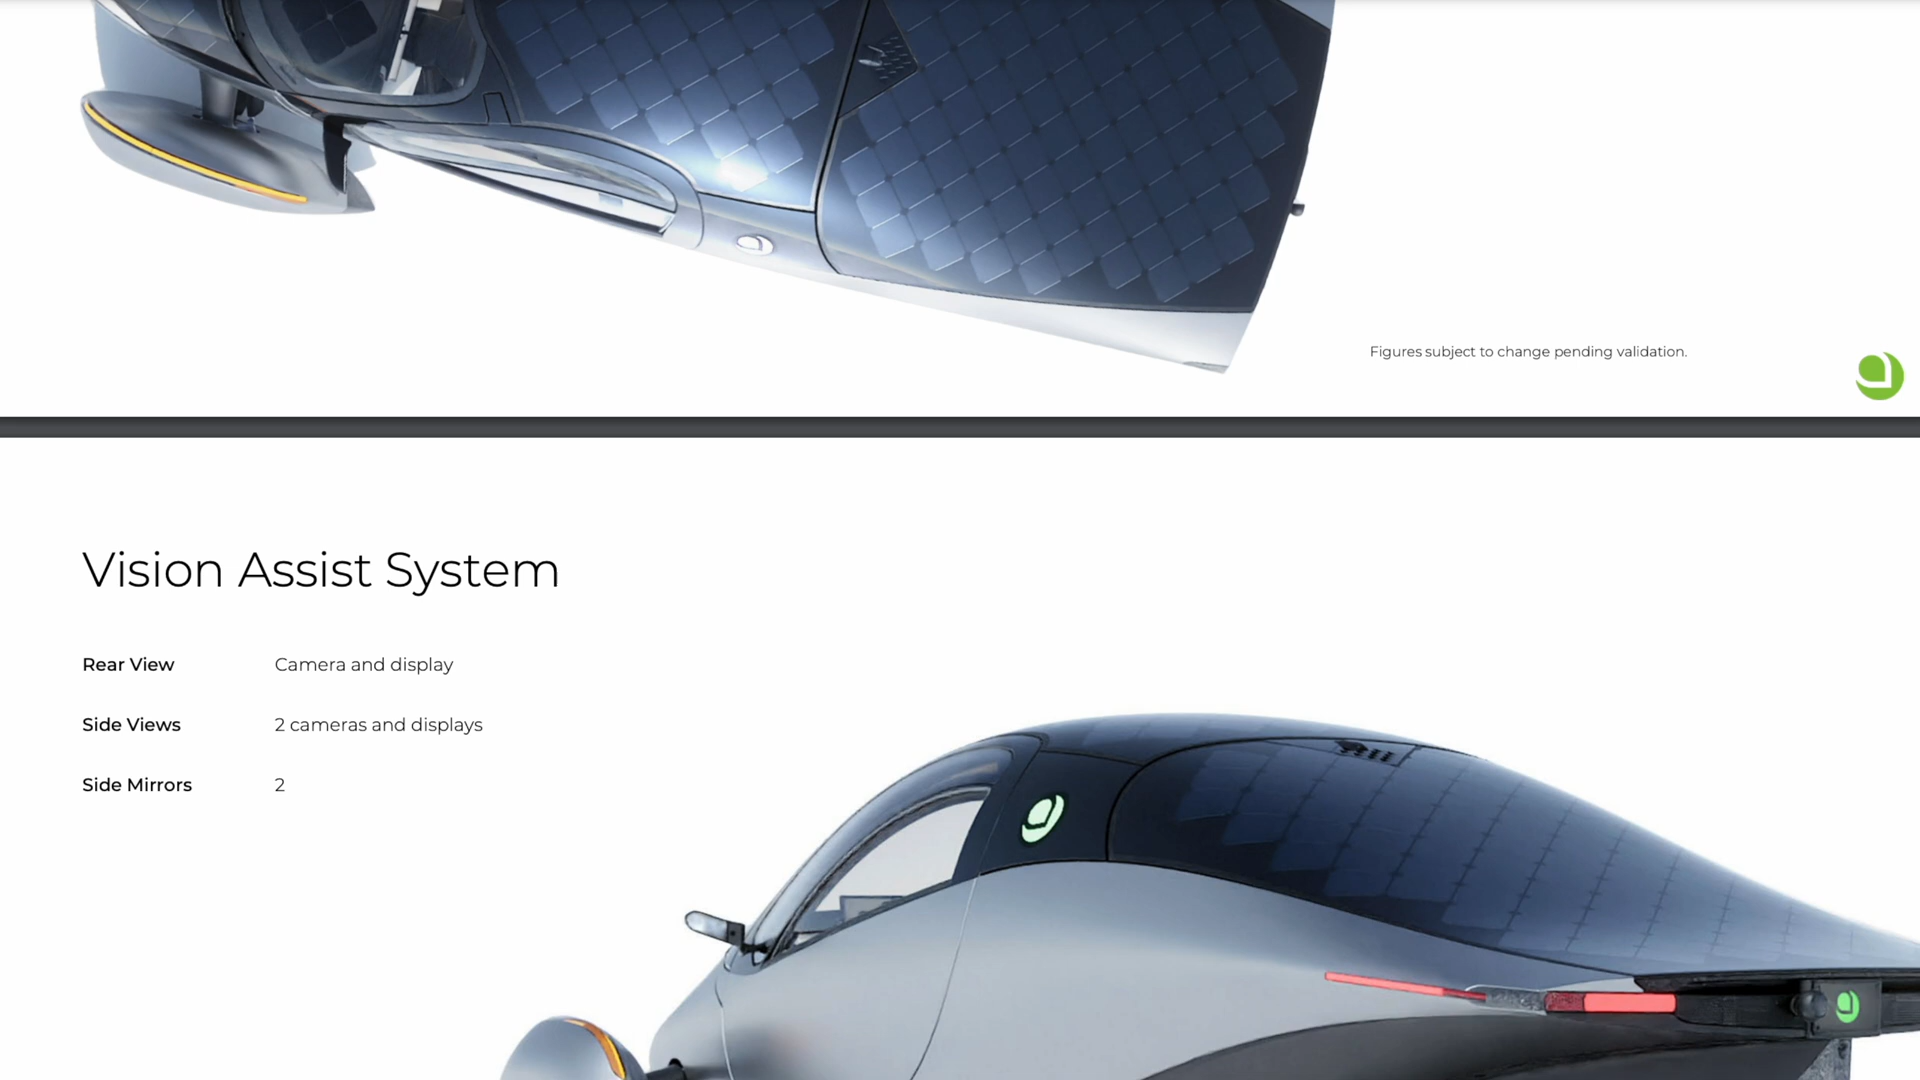 Figures subject to change pending validation.
Vision Assist System
Rear View Camera and display
Side Views 2 cameras and displays
Side Mirrors 2